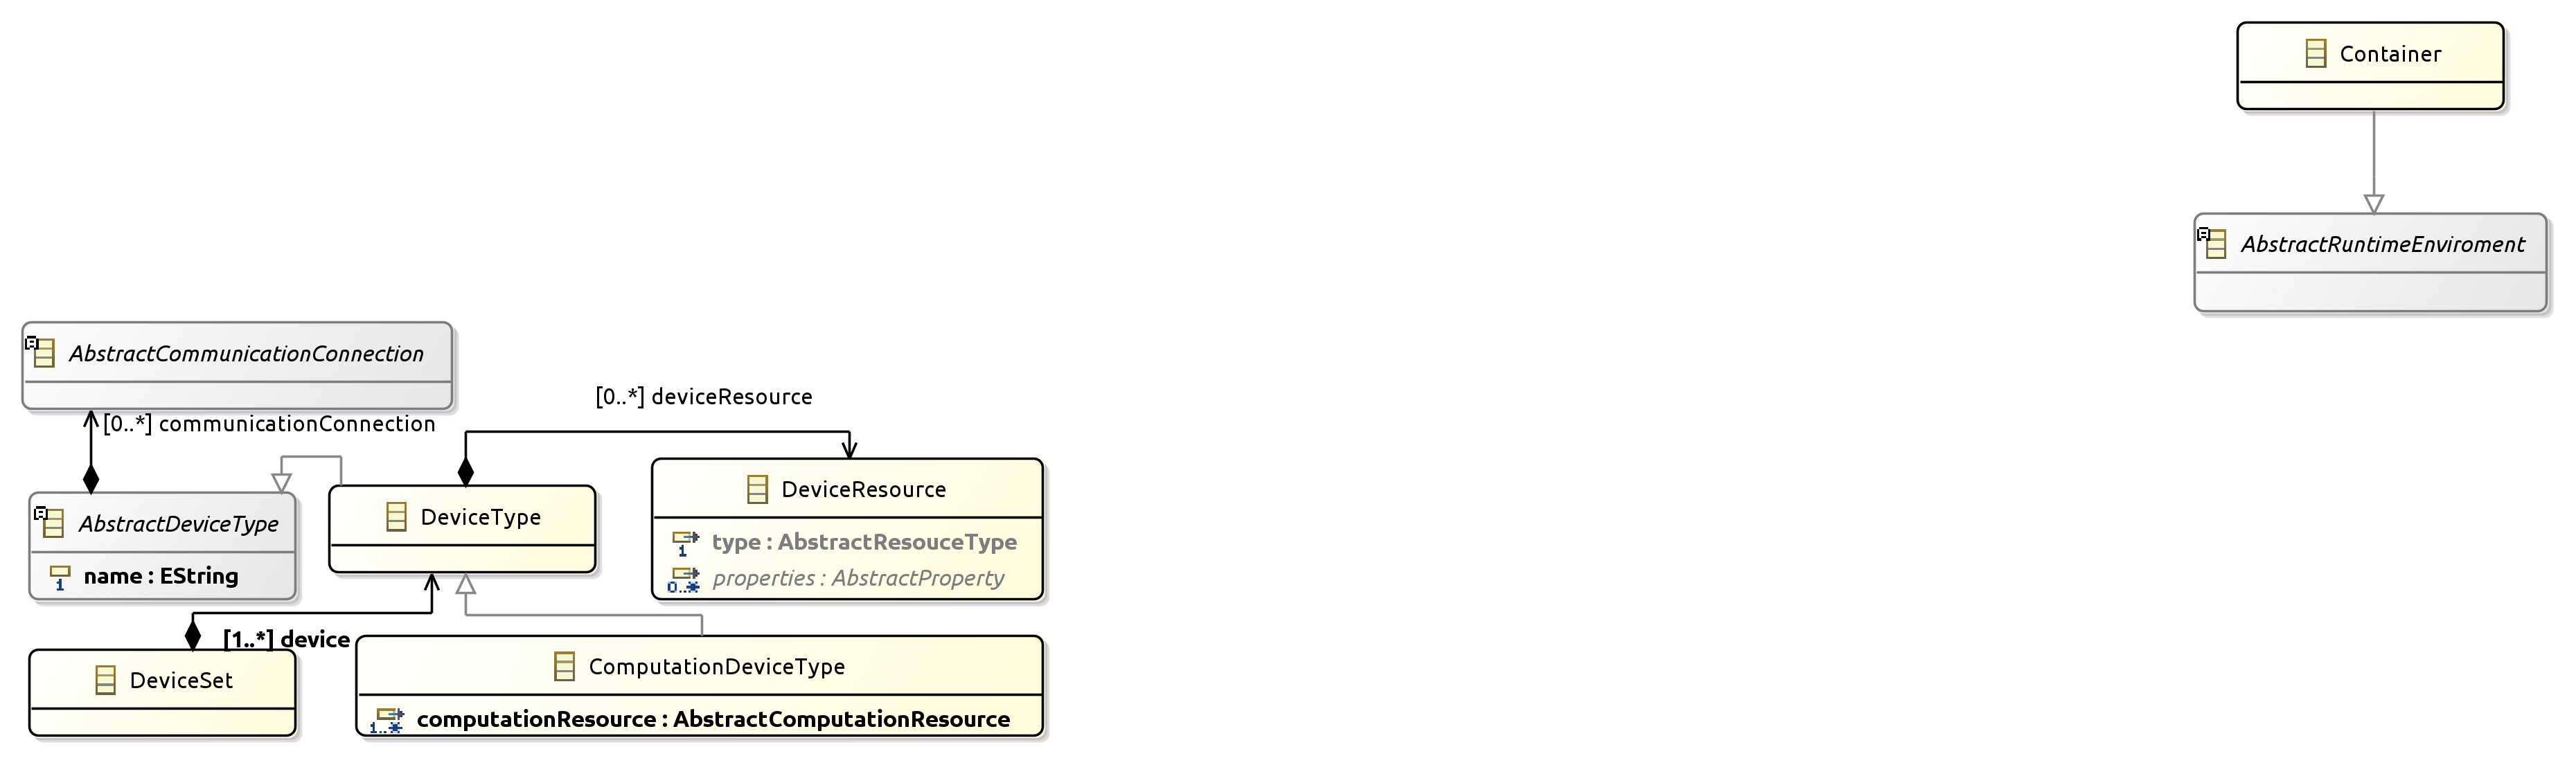 Container
AbstractRuntimeEnviroment
AbstractCommunicationConnection
[0..*] communicationConnection
[0..*] deviceResource
AbstractDeviceType
1 name : EString
DeviceType
DeviceResource
1 type : AbstractResouceType
0..* properties : AbstractProperty
[1..*] device
DeviceSet
ComputationDeviceType
1..* computationResource : AbstractComputationResource